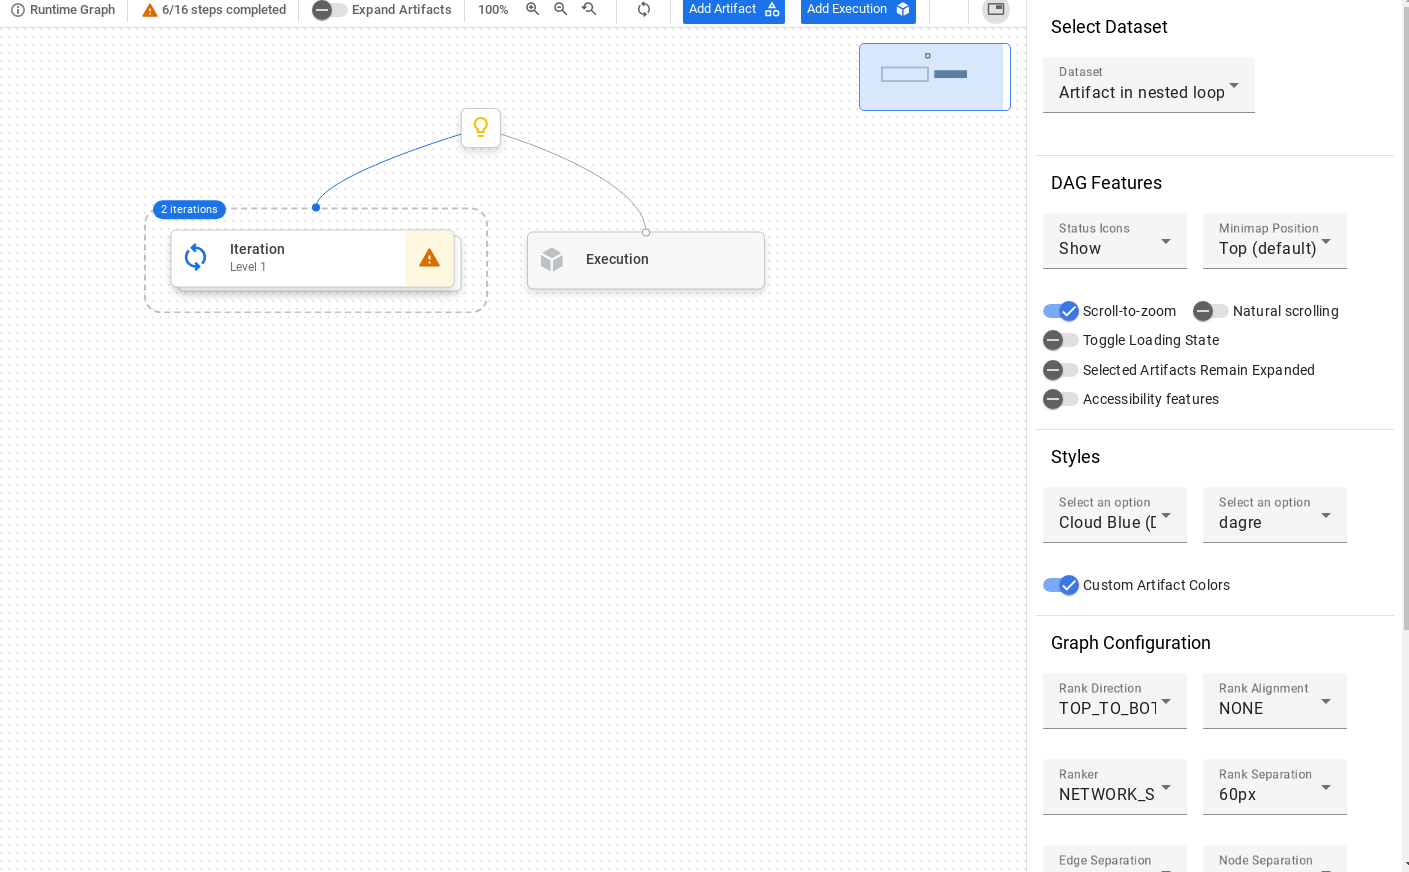 Runtime Graph
6/16 steps completed
Expand Artifacts
100%
Add Artifact
Add Execution
2 iterations
Iteration
Level 1
Execution
Select Dataset
Dataset
Artifact in nested loop
DAG Features
Status Icons
Show
Minimap Position
Top (default)
Scroll-to-zoom
Natural scrolling
Toggle Loading State
Selected Artifacts Remain Expanded
Accessibility features
Styles
Select an option
Cloud Blue (D
Select an option
dagre
Custom Artifact Colors
Graph Configuration
Rank Direction
TOP_TO_BOT
Rank Alignment
NONE
Ranker
NETWORK_S
Rank Separation
60px
Edge Separation
Node Separation